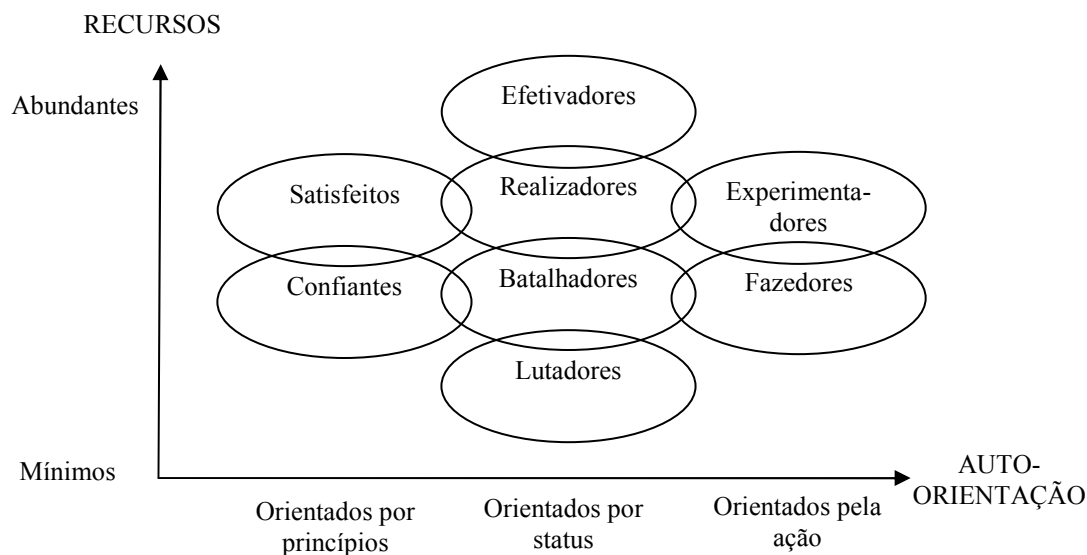 RECURSOS
Abundantes
Efetivadores
Satisfeitos
Realizadores
Experimenta-
dores
Confiantes
Batalhadores
Fazedores
Lutadores
Mínimos
AUTO-
ORIENTAÇÃO
Orientados por
princípios
Orientados por
status
Orientados pela
ação